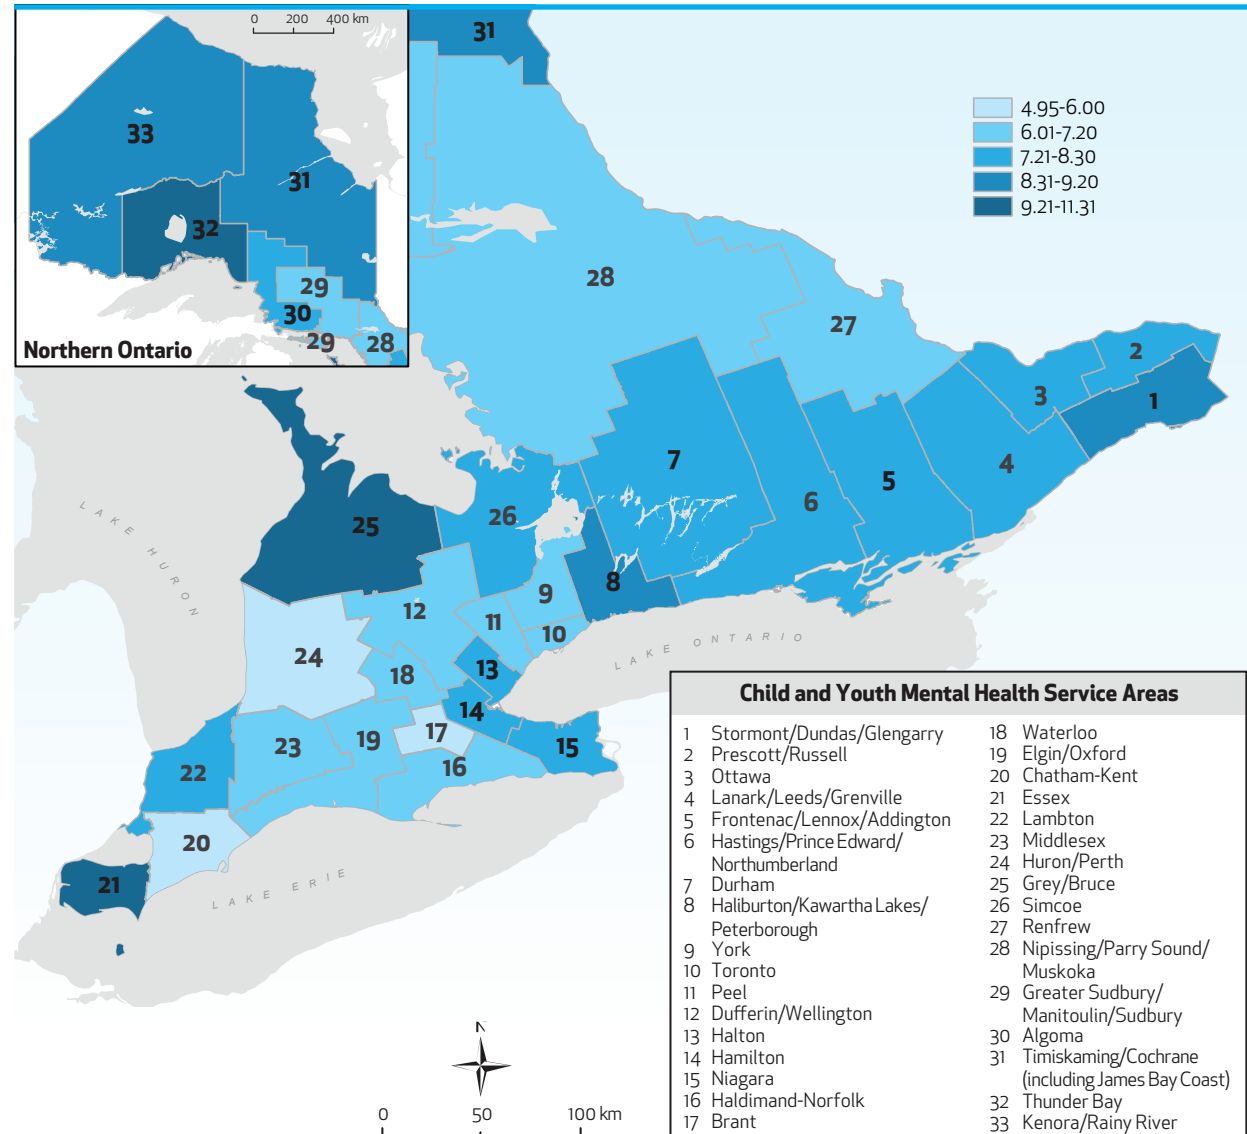 0 200 400 km
31
33
31
32
29
30
29
28
Northern Ontario
4.95-6.00
6.01-7.20
7.21-8.30
8.31-9.20
9.21-11.31
28
27
2
3
1
7
5
4
6
26
25
8
9
12
11
10
24
13
18
14
17
19
23
15
16
22
20
21
LAKE HURON
LAKE ONTARIO
LAKE ERIE
N
0 50 100 km
Child and Youth Mental Health Service Areas
1 Stormont/Dundas/Glengarry
2 Prescott/Russell
3 Ottawa
4 Lanark/Leeds/Grenville
5 Frontenac/Lennox/Addington
6 Hastings/Prince Edward/
Northumberland
7 Durham
8 Haliburton/Kawartha Lakes/
Peterborough
9 York
10 Toronto
11 Peel
12 Dufferin/Wellington
13 Halton
14 Hamilton
15 Niagara
16 Haldimand-Norfolk
17 Brant
18 Waterloo
19 Elgin/Oxford
20 Chatham-Kent
21 Essex
22 Lambton
23 Middlesex
24 Huron/Perth
25 Grey/Bruce
26 Simcoe
27 Renfrew
28 Nipissing/Parry Sound/
Muskoka
29 Greater Sudbury/
Manitoulin/Sudbury
30 Algoma
31 Timiskaming/Cochrane
(including James Bay Coast)
32 Thunder Bay
33 Kenora/Rainy River